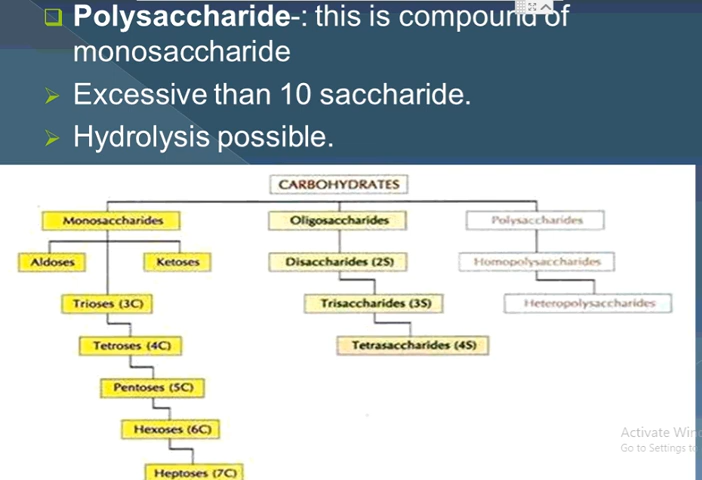 Polysaccharide-: this is compound of
monosaccharide
Excessive than 10 saccharide.
Hydrolysis possible.
CARBOHYDRATES
Monosaccharides
Oligosaccharides
Polysaccharides
Aldoses
Ketoses
Disaccharides (2S)
Homopolysaccharides
Trioses (3C)
Trisaccharides (3S)
Heteropolysaccharides
Tetroses (4C)
Tetrasaccharides (4S)
Pentoses (5C)
Hexoses (6C)
Heptoses (7C)
Activate Win
Go to Settings to